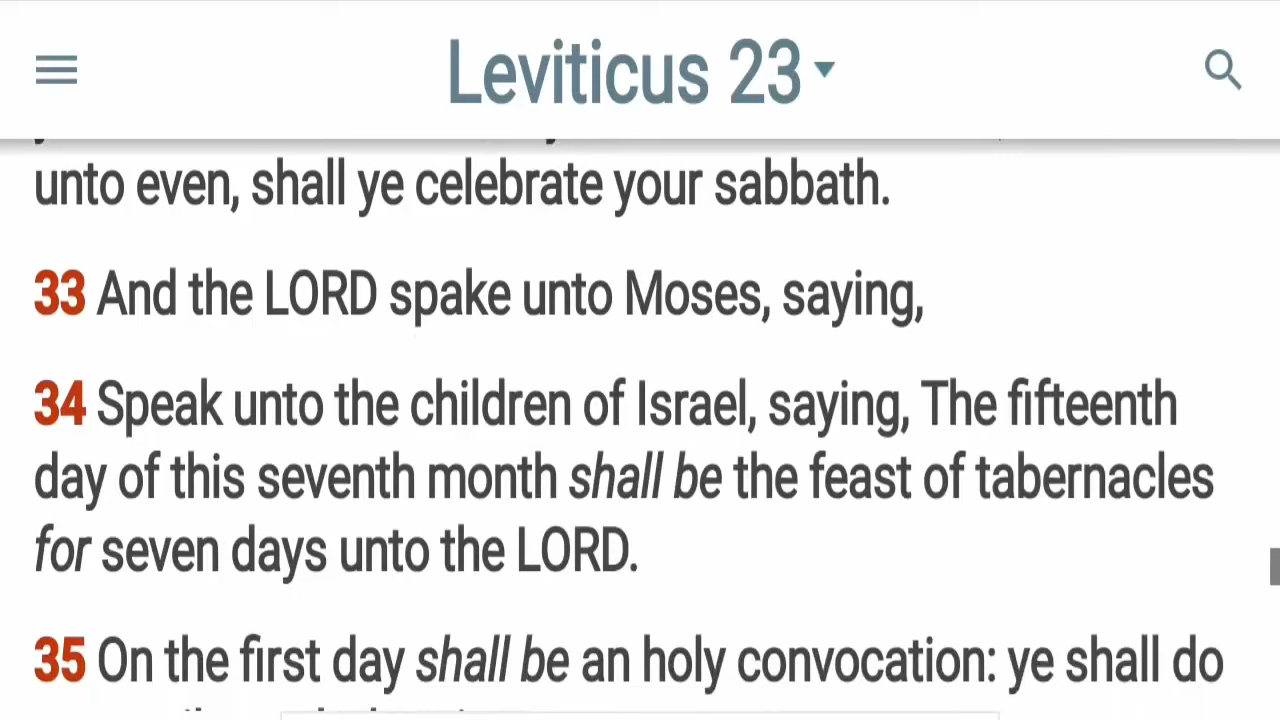 Leviticus 23
unto even, shall ye celebrate your sabbath.
33 And the LORD spake unto Moses, saying,
34 Speak unto the children of Israel, saying, The fifteenth
day of this seventh month shall be the feast of tabernacles
for seven days unto the LORD.
35 On the first day shall be an holy convocation: ye shall do